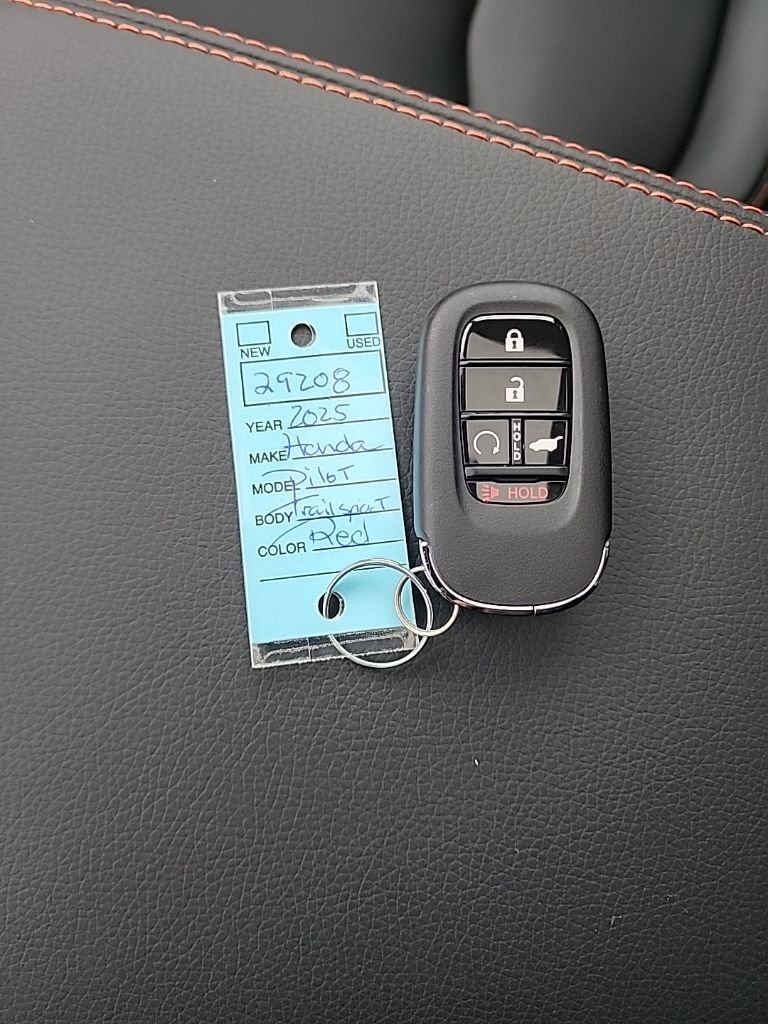 NEW USED
29208
YEAR 2025
MAKE Honda
MODEL Pilot
BODY Trailsport
COLOR Red
HOLD
HOLD